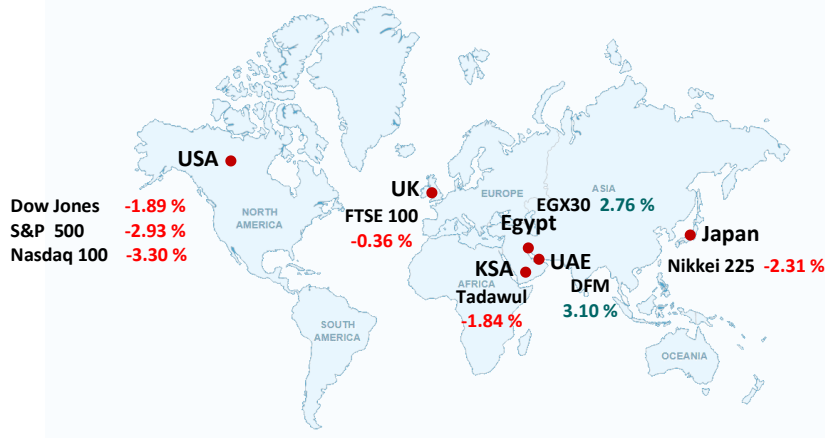 USA
Dow Jones -1.89 %
S&P 500 -2.93 %
Nasdaq 100 -3.30 %
NORTH
AMERICA
SOUTH
AMERICA
UK
FTSE 100
-0.36 %
EUROPE
ASIA
EGX30 2.76 %
Egypt
KSA
AFRICA
Tadawul
-1.84 %
UAE
DFM
3.10 %
Japan
Nikkei 225 -2.31 %
OCEANIA